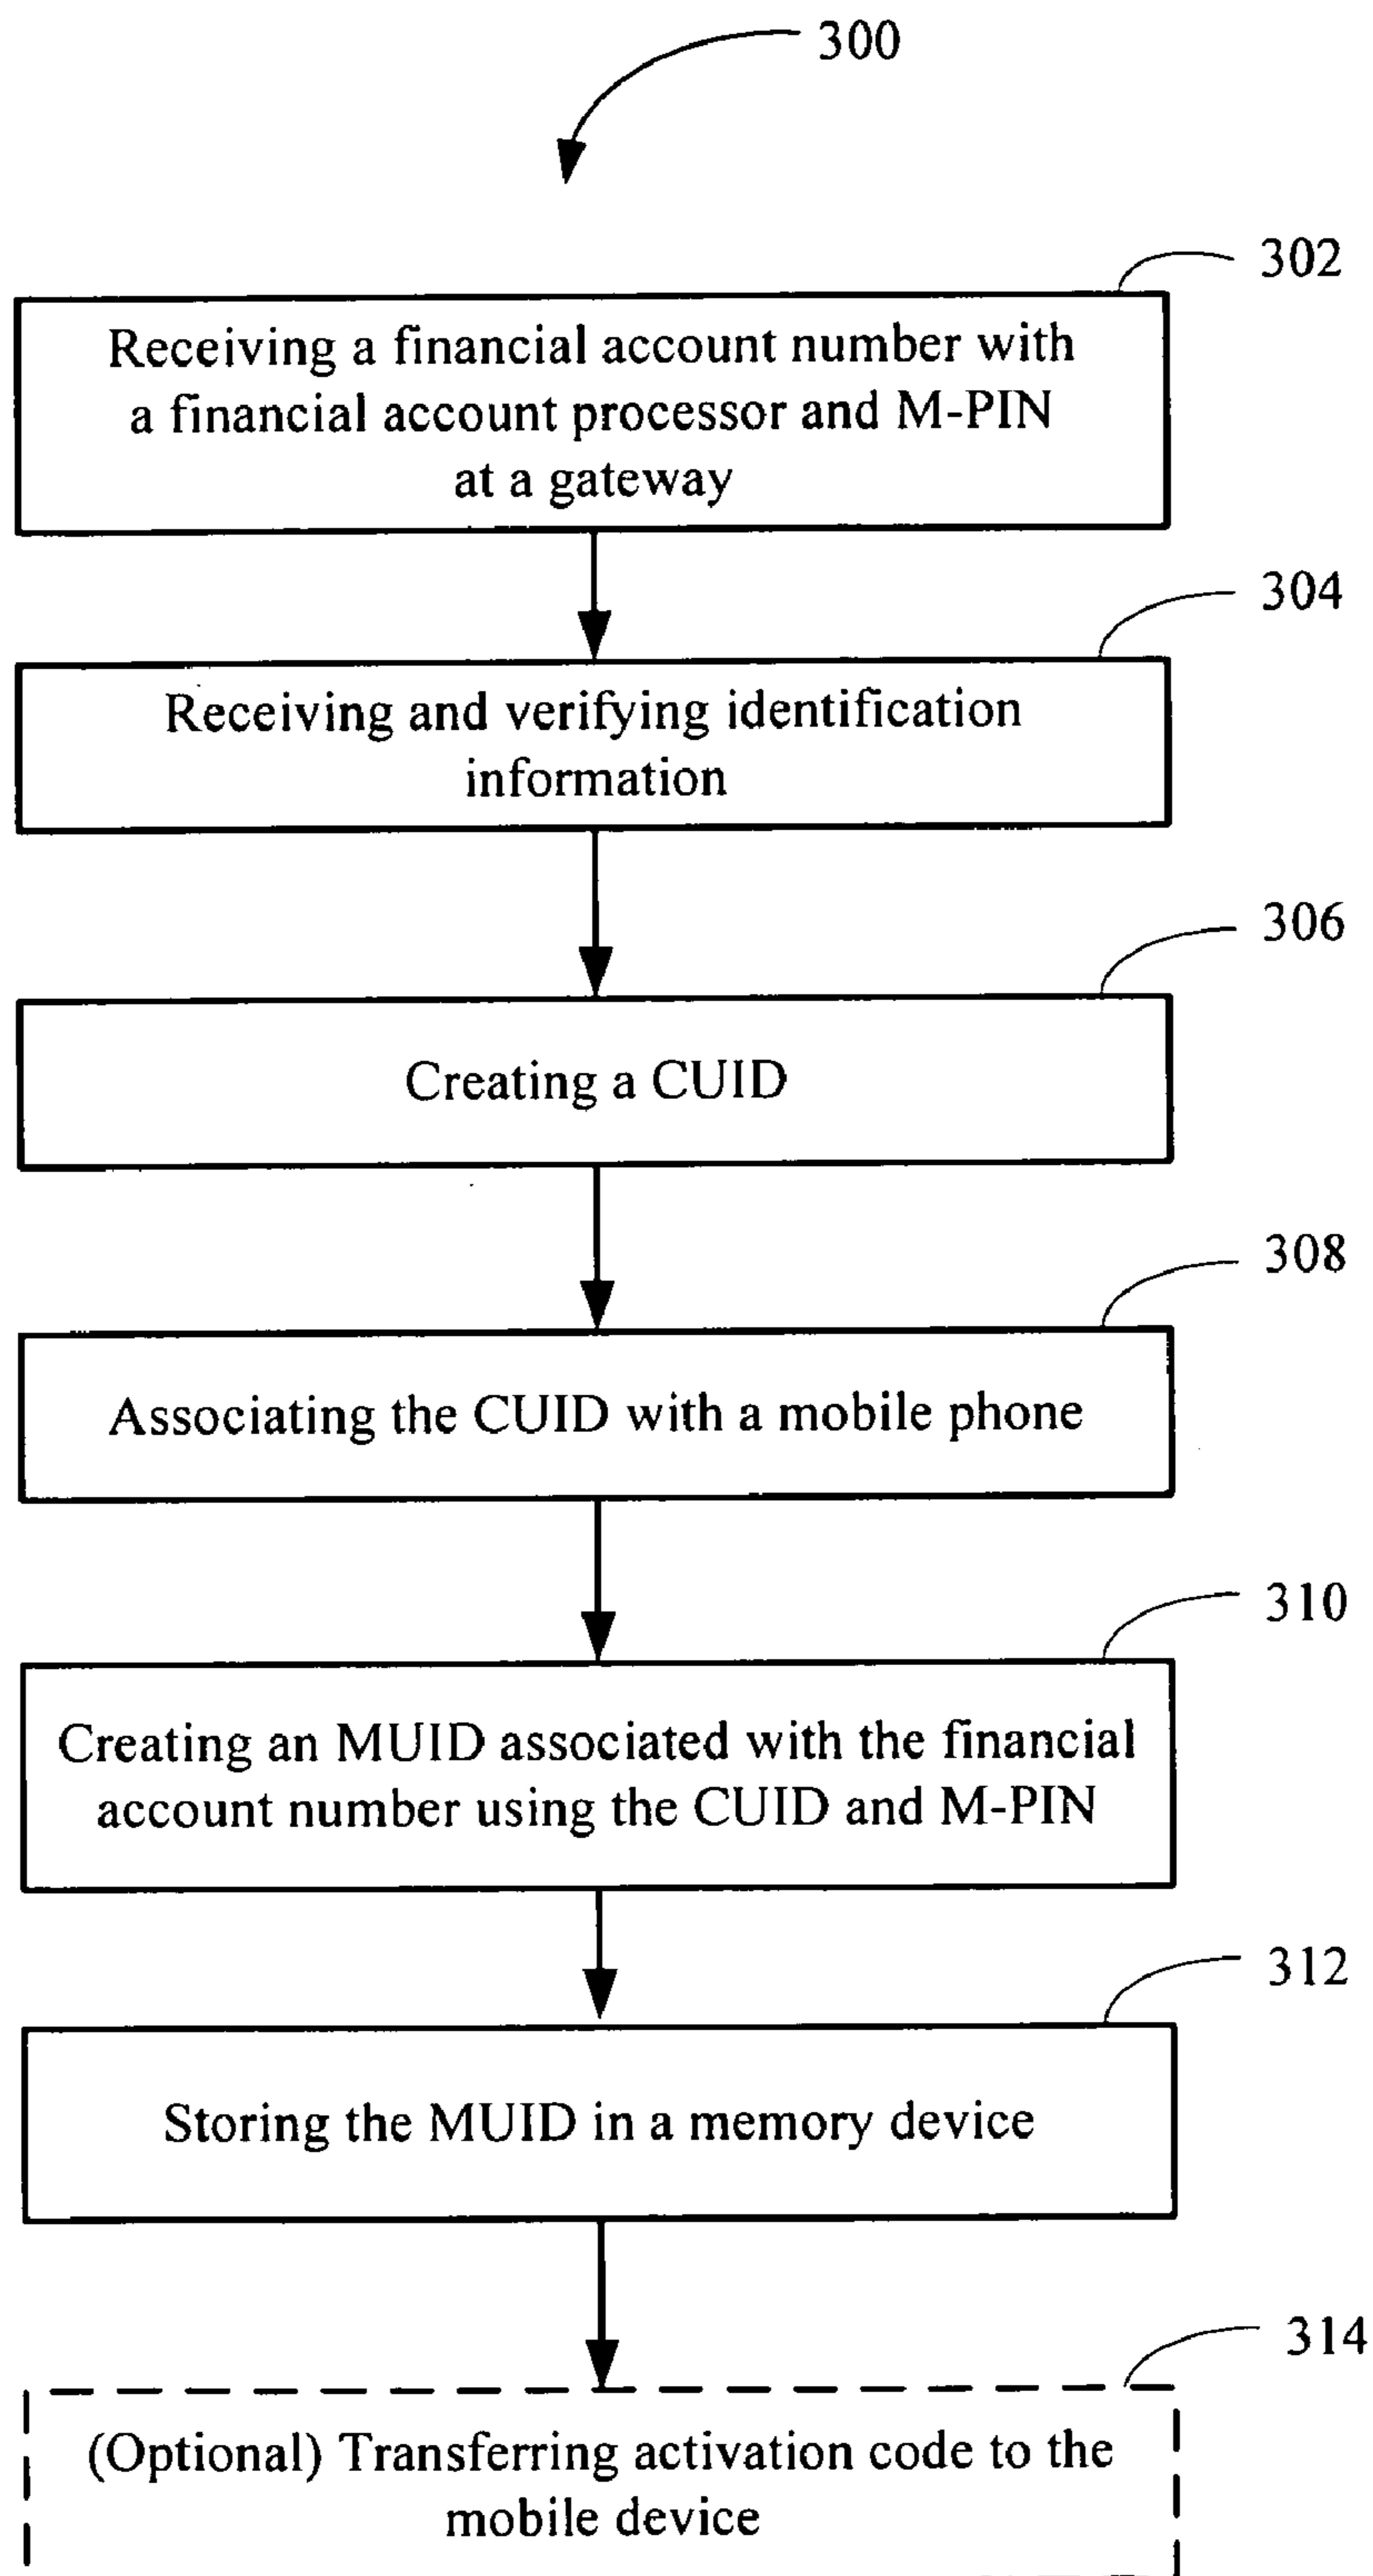 300
302
Receiving a financial account number with
a financial account processor and M-PIN
at a gateway
304
Receiving and verifying identification
information
306
Creating a CUID
308
Associating the CUID with a mobile phone
310
Creating an MUID associated with the financial
account number using the CUID and M-PIN
312
Storing the MUID in a memory device
314
(Optional) Transferring activation code to the
mobile device